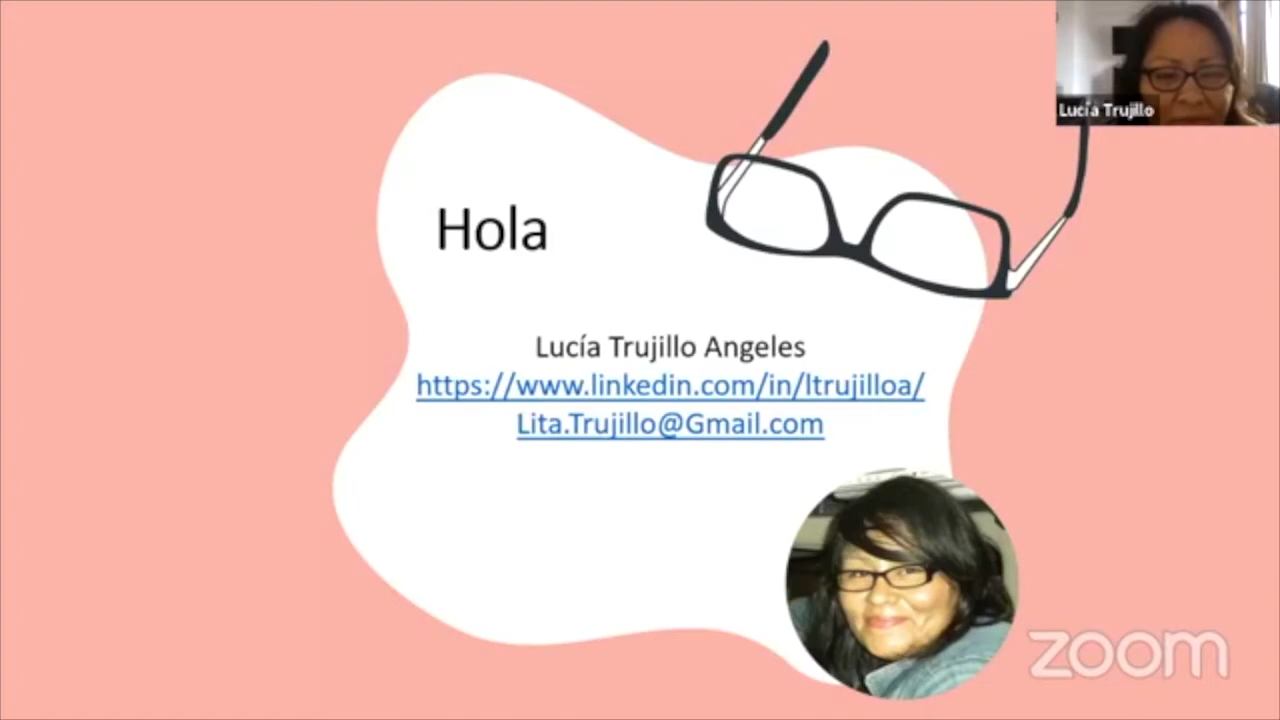 Lucía Trujillo
Hola
Lucía Trujillo Angeles
https://www.linkedin.com/in/ltrujilloa/
Lita.Trujillo@Gmail.com
zoom